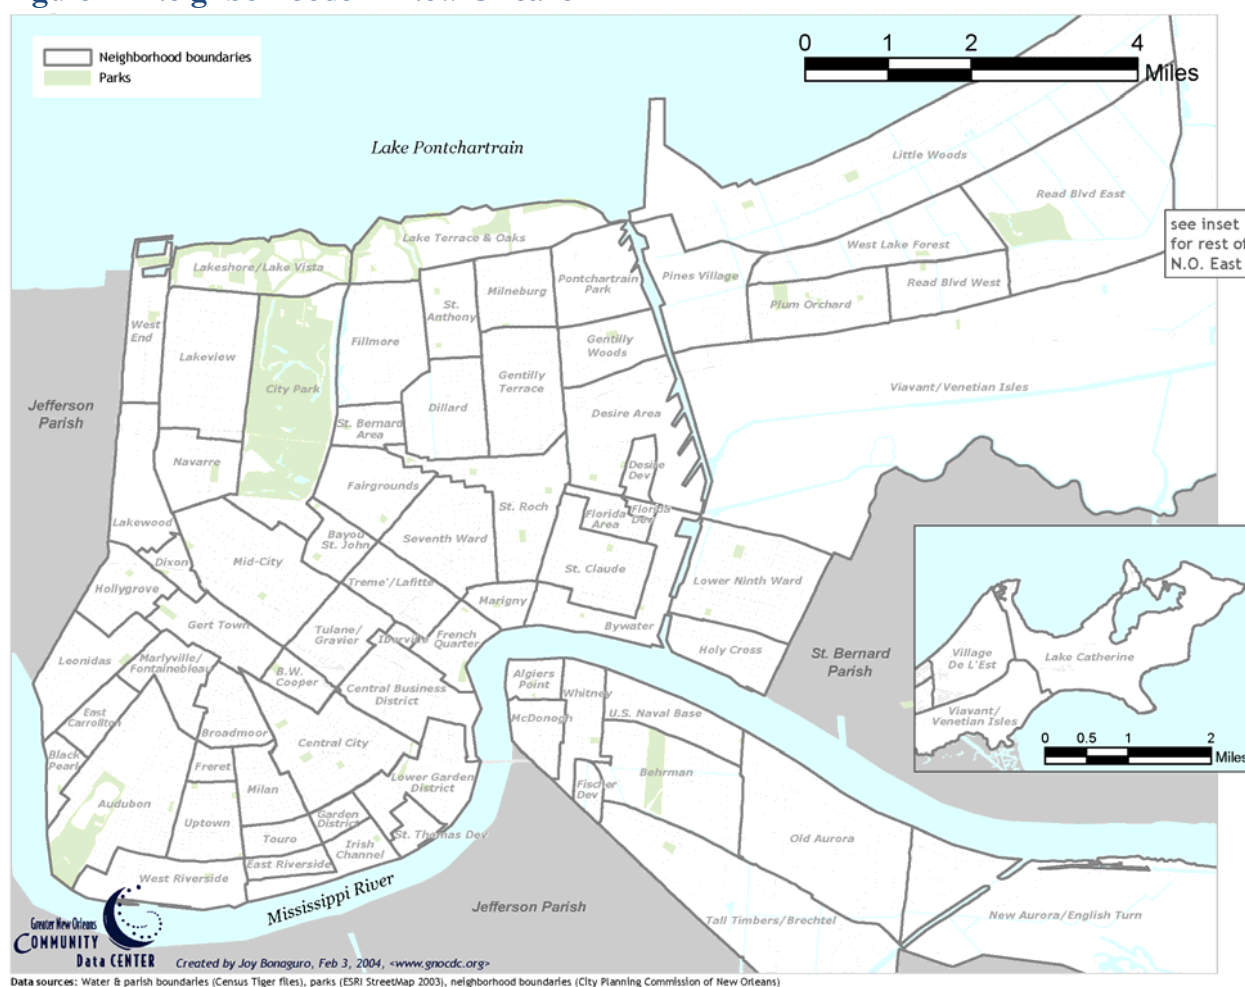 Figure 1: Neighborhoods in New Orleans
Neighborhood boundaries
Parks
0 1 2 4
Miles
Lake Pontchartrain
Little Woods
Read Blvd East
see inset
for rest of
N.O. East
Lake Terrace & Oaks
West Lake Forest
Lakeshore/Lake Vista
Pontchartrain
Park
Pines Village
Read Blvd West
Milneburg
St.
Anthony
Plum Orchard
West
End
Fillmore
Gentilly
Woods
Lakeview
City Park
Gentilly
Terrace
Viavant/Venetian Isles
Jefferson
Parish
Dillard
Desire Area
St. Bernard
Area
Navarre
Desire
Dev
Fairgrounds
St. Roch
Florida
Area
Florida
Dev
Lakewood
Bayou
St. John
Seventh Ward
Dixon
Mid-City
St. Claude
Lower Ninth Ward
Hollygrove
Treme'/Lafitte
Marigny
Gert Town
Tulane/
Gravier
Iberville
French
Quarter
Bywater
Holy Cross
St. Bernard
Parish
Leonidas
Marlyville/
Fontainebleau
B.W.
Cooper
Central Business
District
Algiers
Point
Whitney
McDonogh
U.S. Naval Base
East
Carrollton
Broadmoor
Central City
Black
Pearl
Freret
Milan
Lower Garden
District
Fischer
Dev
Behrman
Audubon
Uptown
Garden
District
Touro
Irish
Channel
St. Thomas Dev
Old Aurora
East Riverside
West Riverside
Mississippi River
Jefferson Parish
Tall Timbers/Brechtel
New Aurora/English Turn
Village
De L'Est
Lake Catherine
Viavant/
Venetian Isles
0 0.5 1 2
Miles
Greater New Orleans
COMMUNITY
Data CENTER
Created by Joy Bonaguro, Feb 3, 2004, <www.gnocdc.org>
Data sources: Water & parish boundaries (Census Tiger files), parks (ESRI StreetMap 2003), neighborhood boundaries (City Planning Commission of New Orleans)